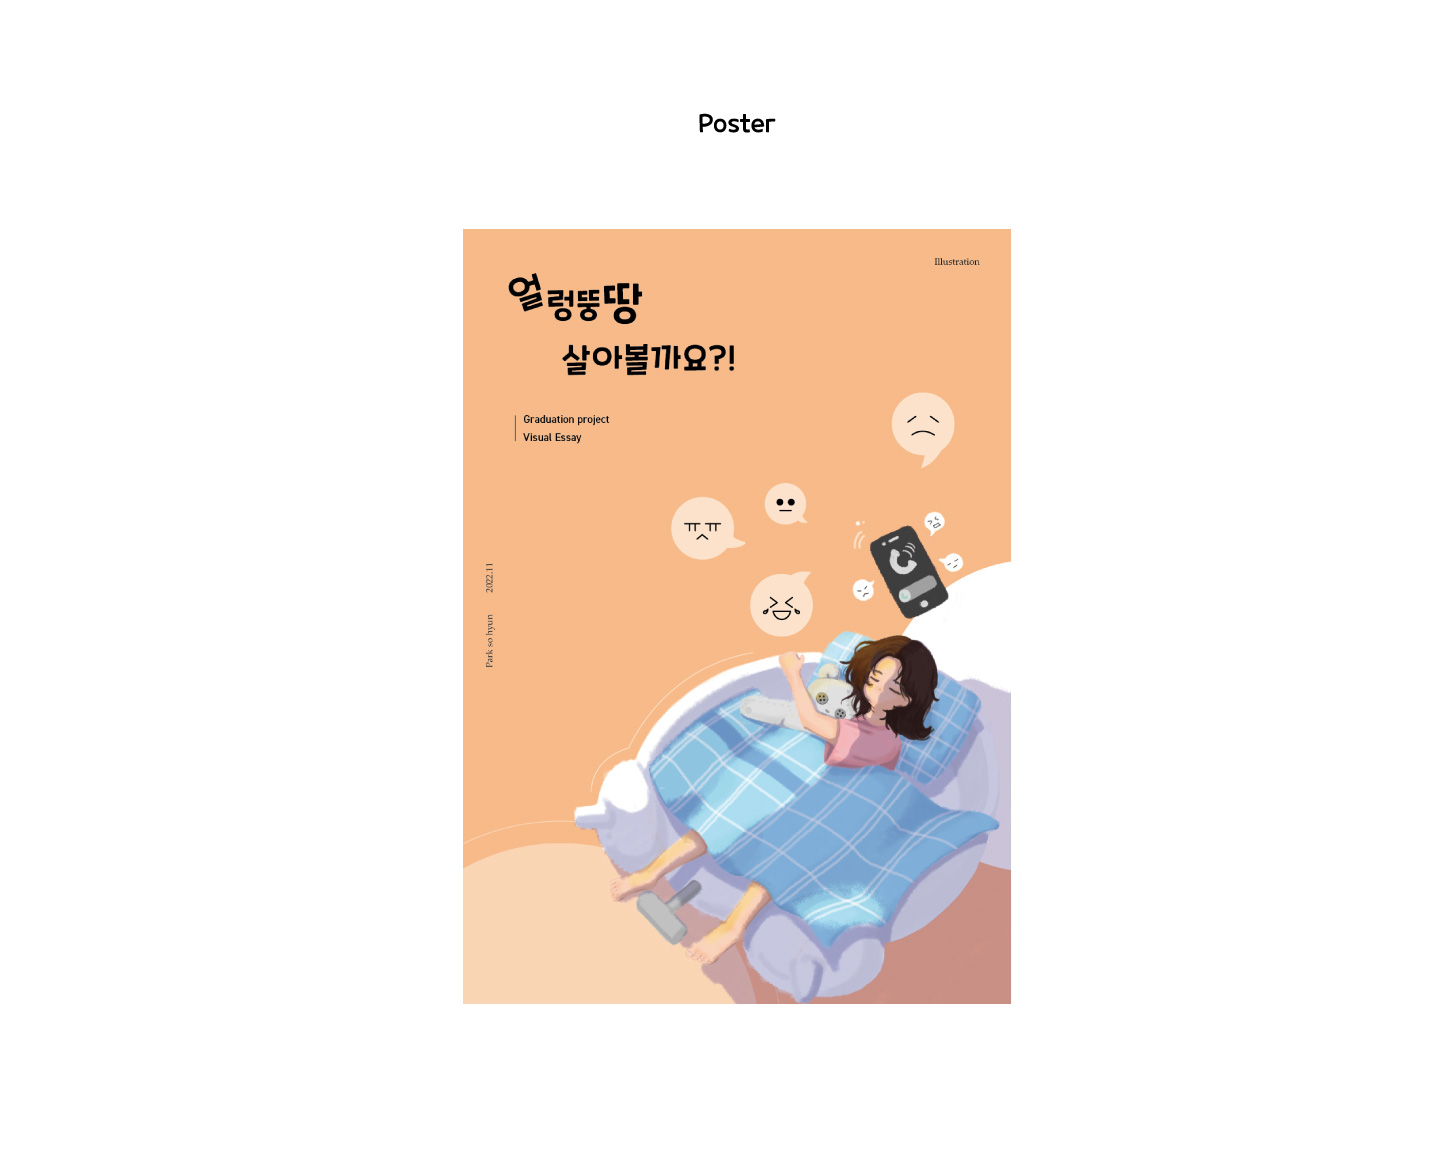 Poster
Illustration
얼렁뚱땅
살아볼까요?!
Graduation project
Visual Essay
2022.11
Park so hyun